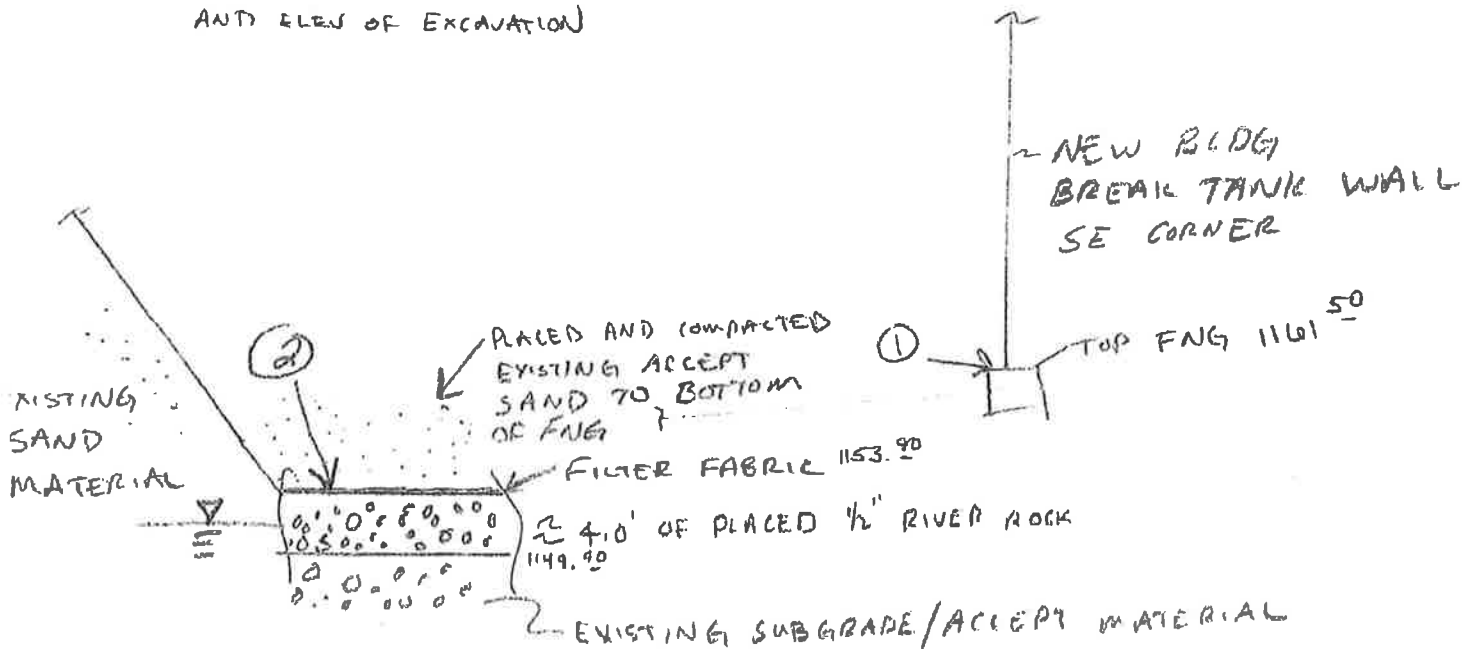 AND ELEV OF EXCAVATION
NEW BLDG
BREAK TANK WALL
SE CORNER
① TOP FNG 1161 50
② PLACED AND COMPACTED
EXISTING ACCEPT
SAND TO BOTTOM
OF FNG
XISTING
SAND
MATERIAL
FILTER FABRIC 1153.90
≈ 4.0' OF PLACED 1/2" RIVER ROCK
1149.90
EXISTING SUBGRADE/ACCEPT MATERIAL